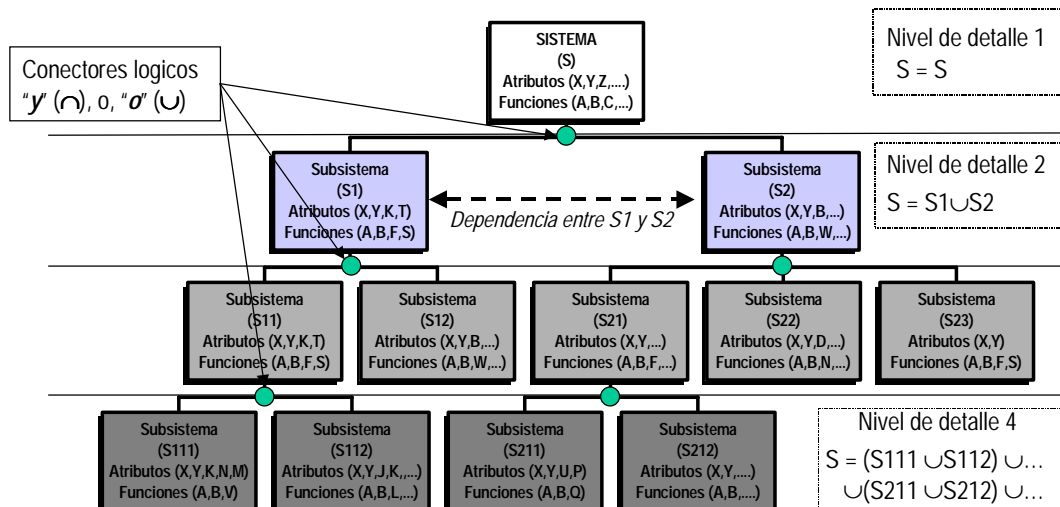 SISTEMA
(S)
Atributos (X,Y,Z,....)
Funciones (A,B,C,...)
Nivel de detalle 1
S = S
Conectores logicos
“y” (∩), o, “o” (∪)
Subsistema
(S1)
Atributos (X,Y,K,T)
Funciones (A,B,F,S)
Dependencia entre S1 y S2
Subsistema
(S2)
Atributos (X,Y,B,...)
Funciones (A,B,W,...)
Nivel de detalle 2
S = S1∪S2
Subsistema
(S11)
Atributos (X,Y,K,T)
Funciones (A,B,F,S)
Subsistema
(S12)
Atributos (X,Y,B,...)
Funciones (A,B,W,...)
Subsistema
(S21)
Atributos (X,Y,...)
Funciones (A,B,F,...)
Subsistema
(S22)
Atributos (X,Y,D,...)
Funciones (A,B,N,...)
Subsistema
(S23)
Atributos (X,Y)
Funciones (A,B,F,S)
Subsistema
(S111)
Atributos (X,Y,K,N,M)
Funciones (A,B,V)
Subsistema
(S112)
Atributos (X,Y,J,K,,...)
Funciones (A,B,L,...)
Subsistema
(S211)
Atributos (X,Y,U,P)
Funciones (A,B,Q)
Subsistema
(S212)
Atributos (X,Y,....)
Funciones (A,B,....)
Nivel de detalle 4
S = (S111 ∪S112) ∪...
∪(S211 ∪S212) ∪...